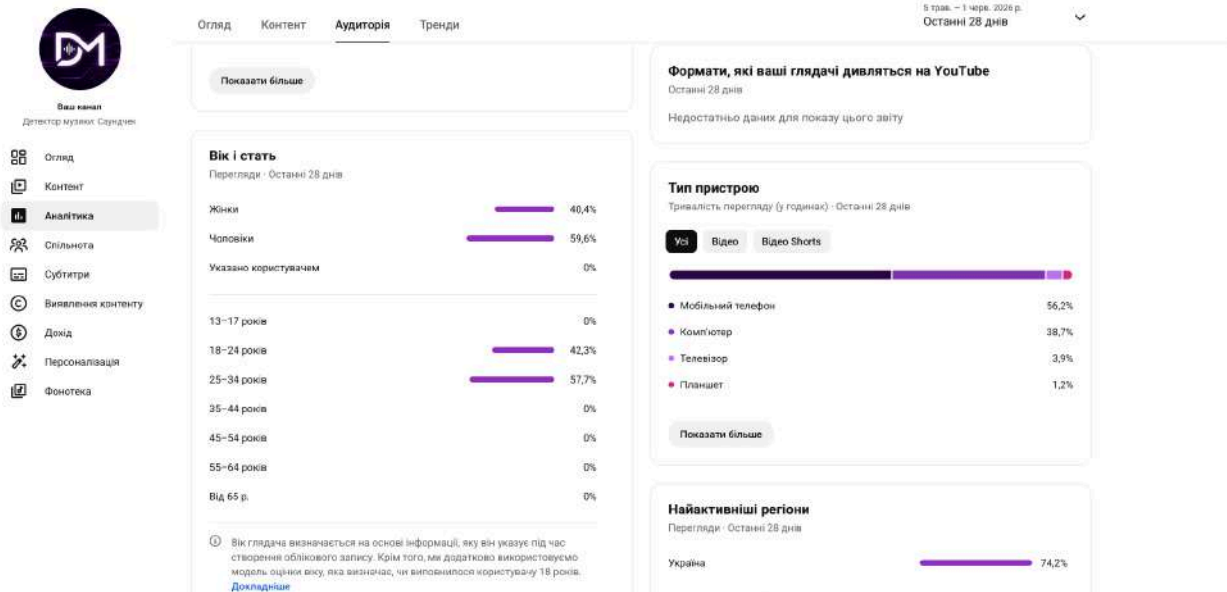 DM
Ваш канал
Детектор музики: Саундчек
Огляд
Контент
Аналітика
Спільнота
Субтитри
Виявлення контенту
Дохід
Персоналізація
Фонотека
Огляд
Контент
Аудиторія
Тренди
5 трав. – 1 черв. 2026 р.
Останні 28 днів
Показати більше
Вік і стать
Перегляди · Останні 28 днів
Жінки 40,4%
Чоловіки 59,6%
Указано користувачем 0%
13–17 років 0%
18–24 років 42,3%
25–34 років 57,7%
35–44 років 0%
45–54 років 0%
55–64 років 0%
Від 65 р. 0%
Вік глядача визначається на основі інформації, яку він указує під час
створення облікового запису. Крім того, ми додатково використовуємо
модель оцінки віку, яка визначає, чи виповнилося користувачу 18 років.
Докладніше
Формати, які ваші глядачі дивляться на YouTube
Останні 28 днів
Недостатньо даних для показу цього звіту
Тип пристрою
Тривалість перегляду (у годинах) · Останні 28 днів
Усі
Відео
Відео Shorts
Мобільний телефон 56,2%
Комп'ютер 38,7%
Телевізор 3,9%
Планшет 1,2%
Показати більше
Найактивніші регіони
Перегляди · Останні 28 днів
Україна 74,2%